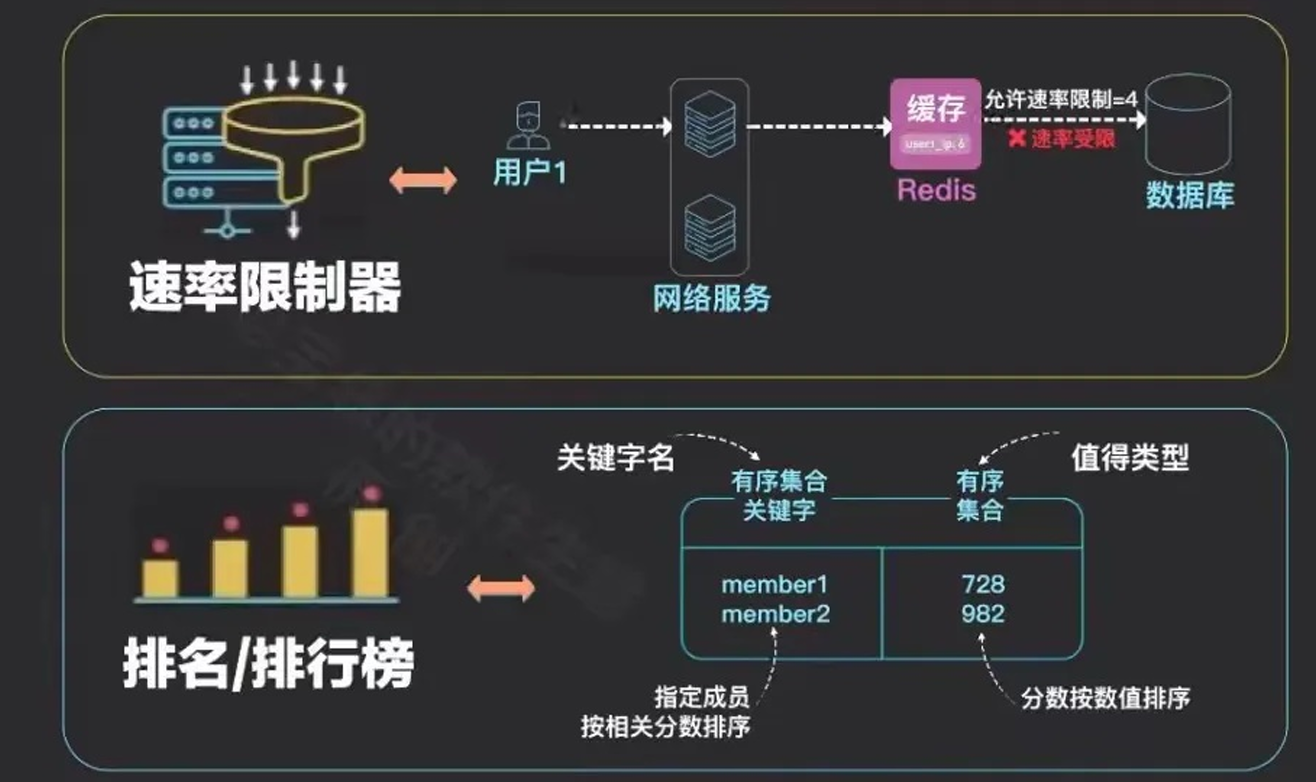 允许速率限制=4
缓存
user1_ip: 6
速率受限
用户1
Redis
数据库
速率限制器
网络服务
关键字名
值得类型
有序集合
关键字
有序
集合
member1
728
member2
982
排名/排行榜
指定成员
按相关分数排序
分数按数值排序